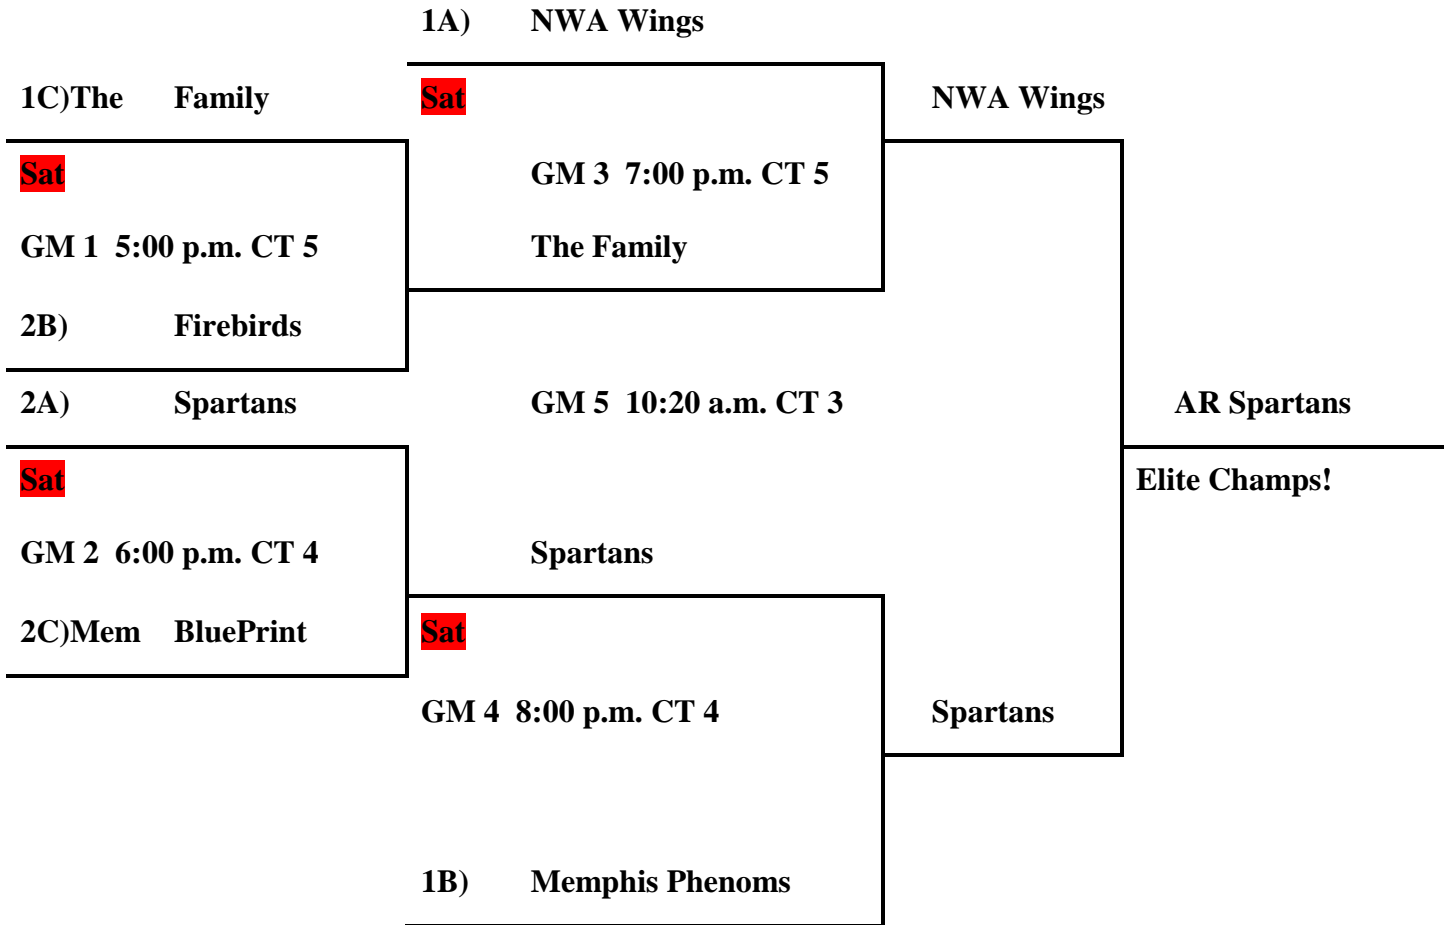 1A) NWA Wings
1C)The Family
Sat
NWA Wings
Sat
GM 3 7:00 p.m. CT 5
GM 1 5:00 p.m. CT 5
The Family
2B) Firebirds
2A) Spartans
GM 5 10:20 a.m. CT 3
AR Spartans
Sat
Elite Champs!
GM 2 6:00 p.m. CT 4
Spartans
2C)Mem BluePrint
Sat
GM 4 8:00 p.m. CT 4
Spartans
1B) Memphis Phenoms